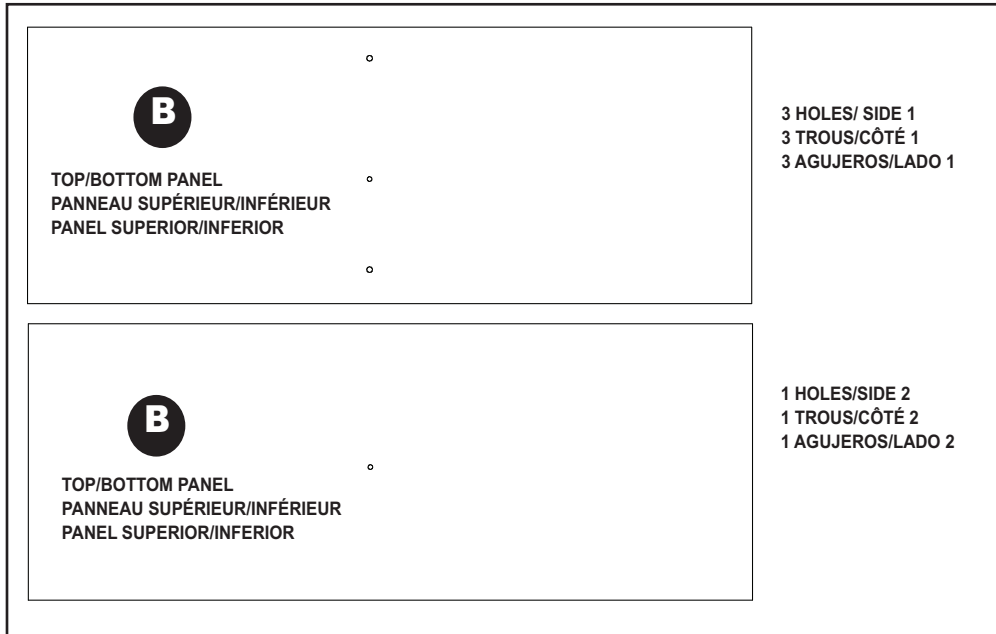 B
TOP/BOTTOM PANEL
PANNEAU SUPÉRIEUR/INFÉRIEUR
PANEL SUPERIOR/INFERIOR
3 HOLES/ SIDE 1
3 TROUS/CÔTÉ 1
3 AGUJEROS/LADO 1
B
TOP/BOTTOM PANEL
PANNEAU SUPÉRIEUR/INFÉRIEUR
PANEL SUPERIOR/INFERIOR
1 HOLES/SIDE 2
1 TROUS/CÔTÉ 2
1 AGUJEROS/LADO 2